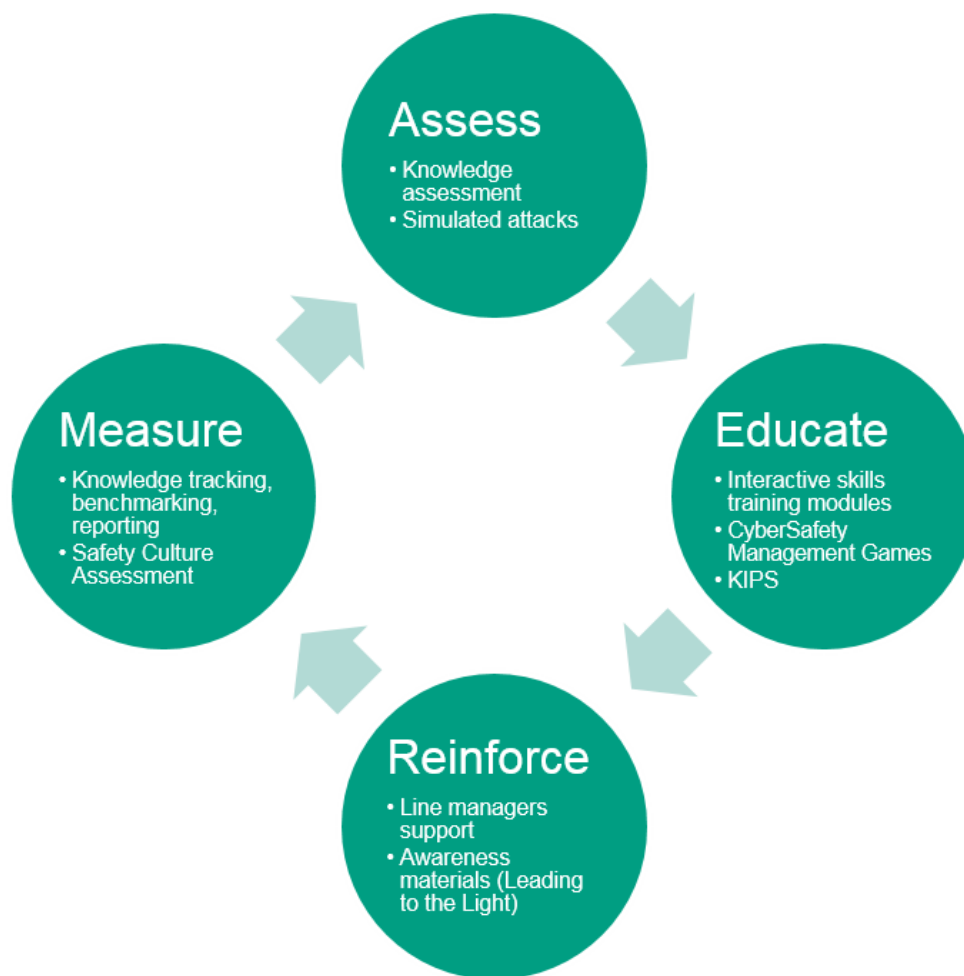 Assess
• Knowledge
assessment
• Simulated attacks
Measure
• Knowledge tracking,
benchmarking,
reporting
• Safety Culture
Assessment
Educate
• Interactive skills
training modules
• CyberSafety
Management Games
• KIPS
Reinforce
• Line managers
support
• Awareness
materials (Leading
to the Light)